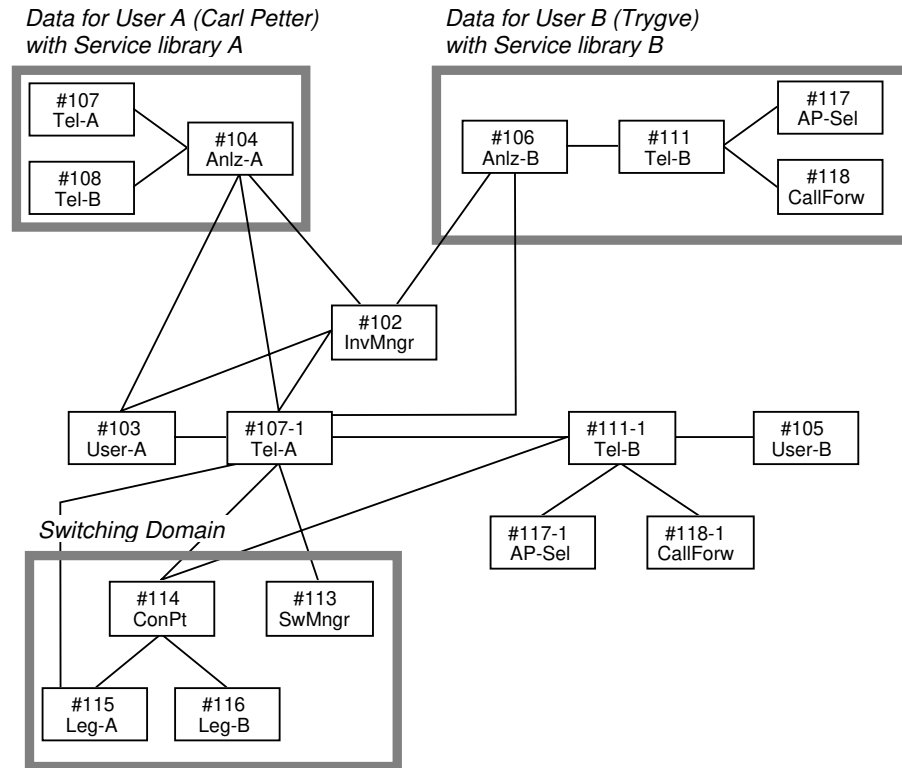 Data for User A (Carl Petter)
with Service library A
Data for User B (Trygve)
with Service library B
#107
Tel-A
#104
Anlz-A
#108
Tel-B
#106
Anlz-B
#111
Tel-B
#117
AP-Sel
#118
CallForw
#102
InvMngr
#103
User-A
#107-1
Tel-A
#111-1
Tel-B
#105
User-B
#117-1
AP-Sel
#118-1
CallForw
Switching Domain
#114
ConPt
#113
SwMngr
#115
Leg-A
#116
Leg-B